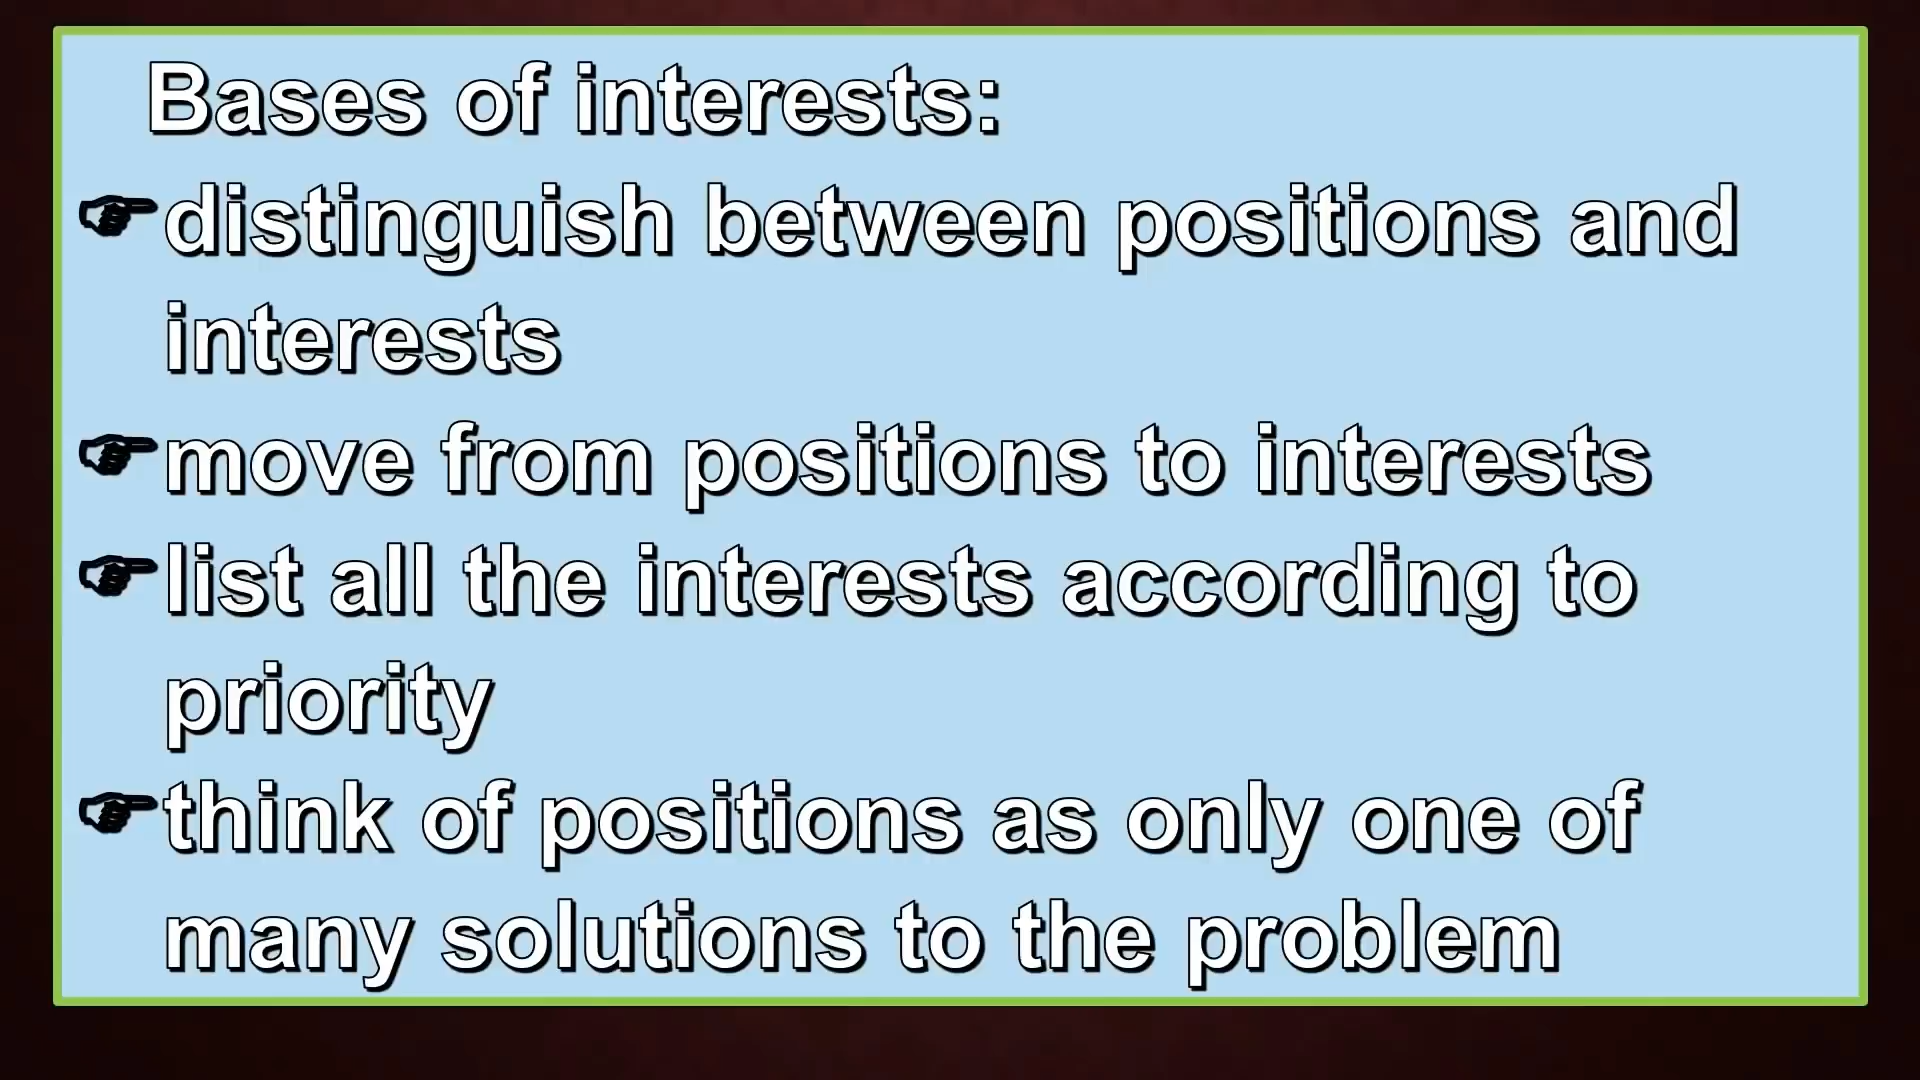 Bases of interests:
☞distinguish between positions and
interests
☞move from positions to interests
☞list all the interests according to
priority
☞think of positions as only one of
many solutions to the problem